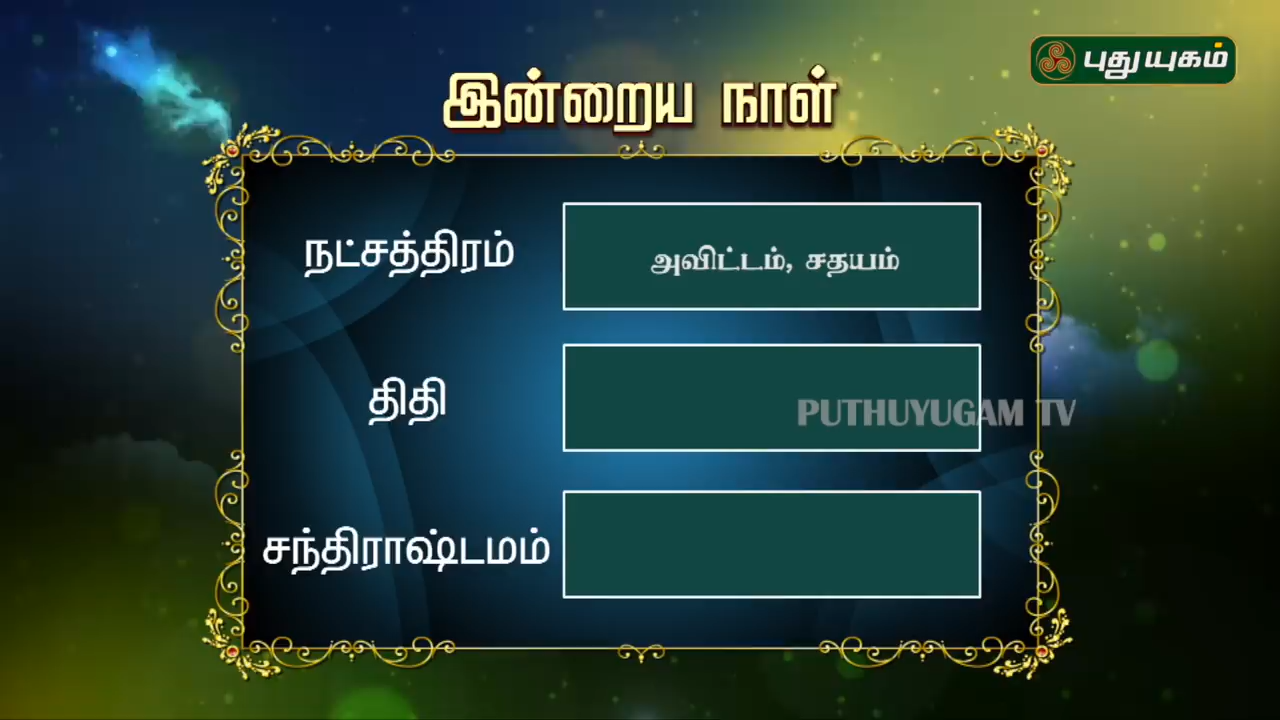 புதுயுகம்
இன்றைய நாள்
நட்சத்திரம்
அவிட்டம், சதயம்
திதி
PUTHUYUGAM TV
சந்திராஷ்டமம்